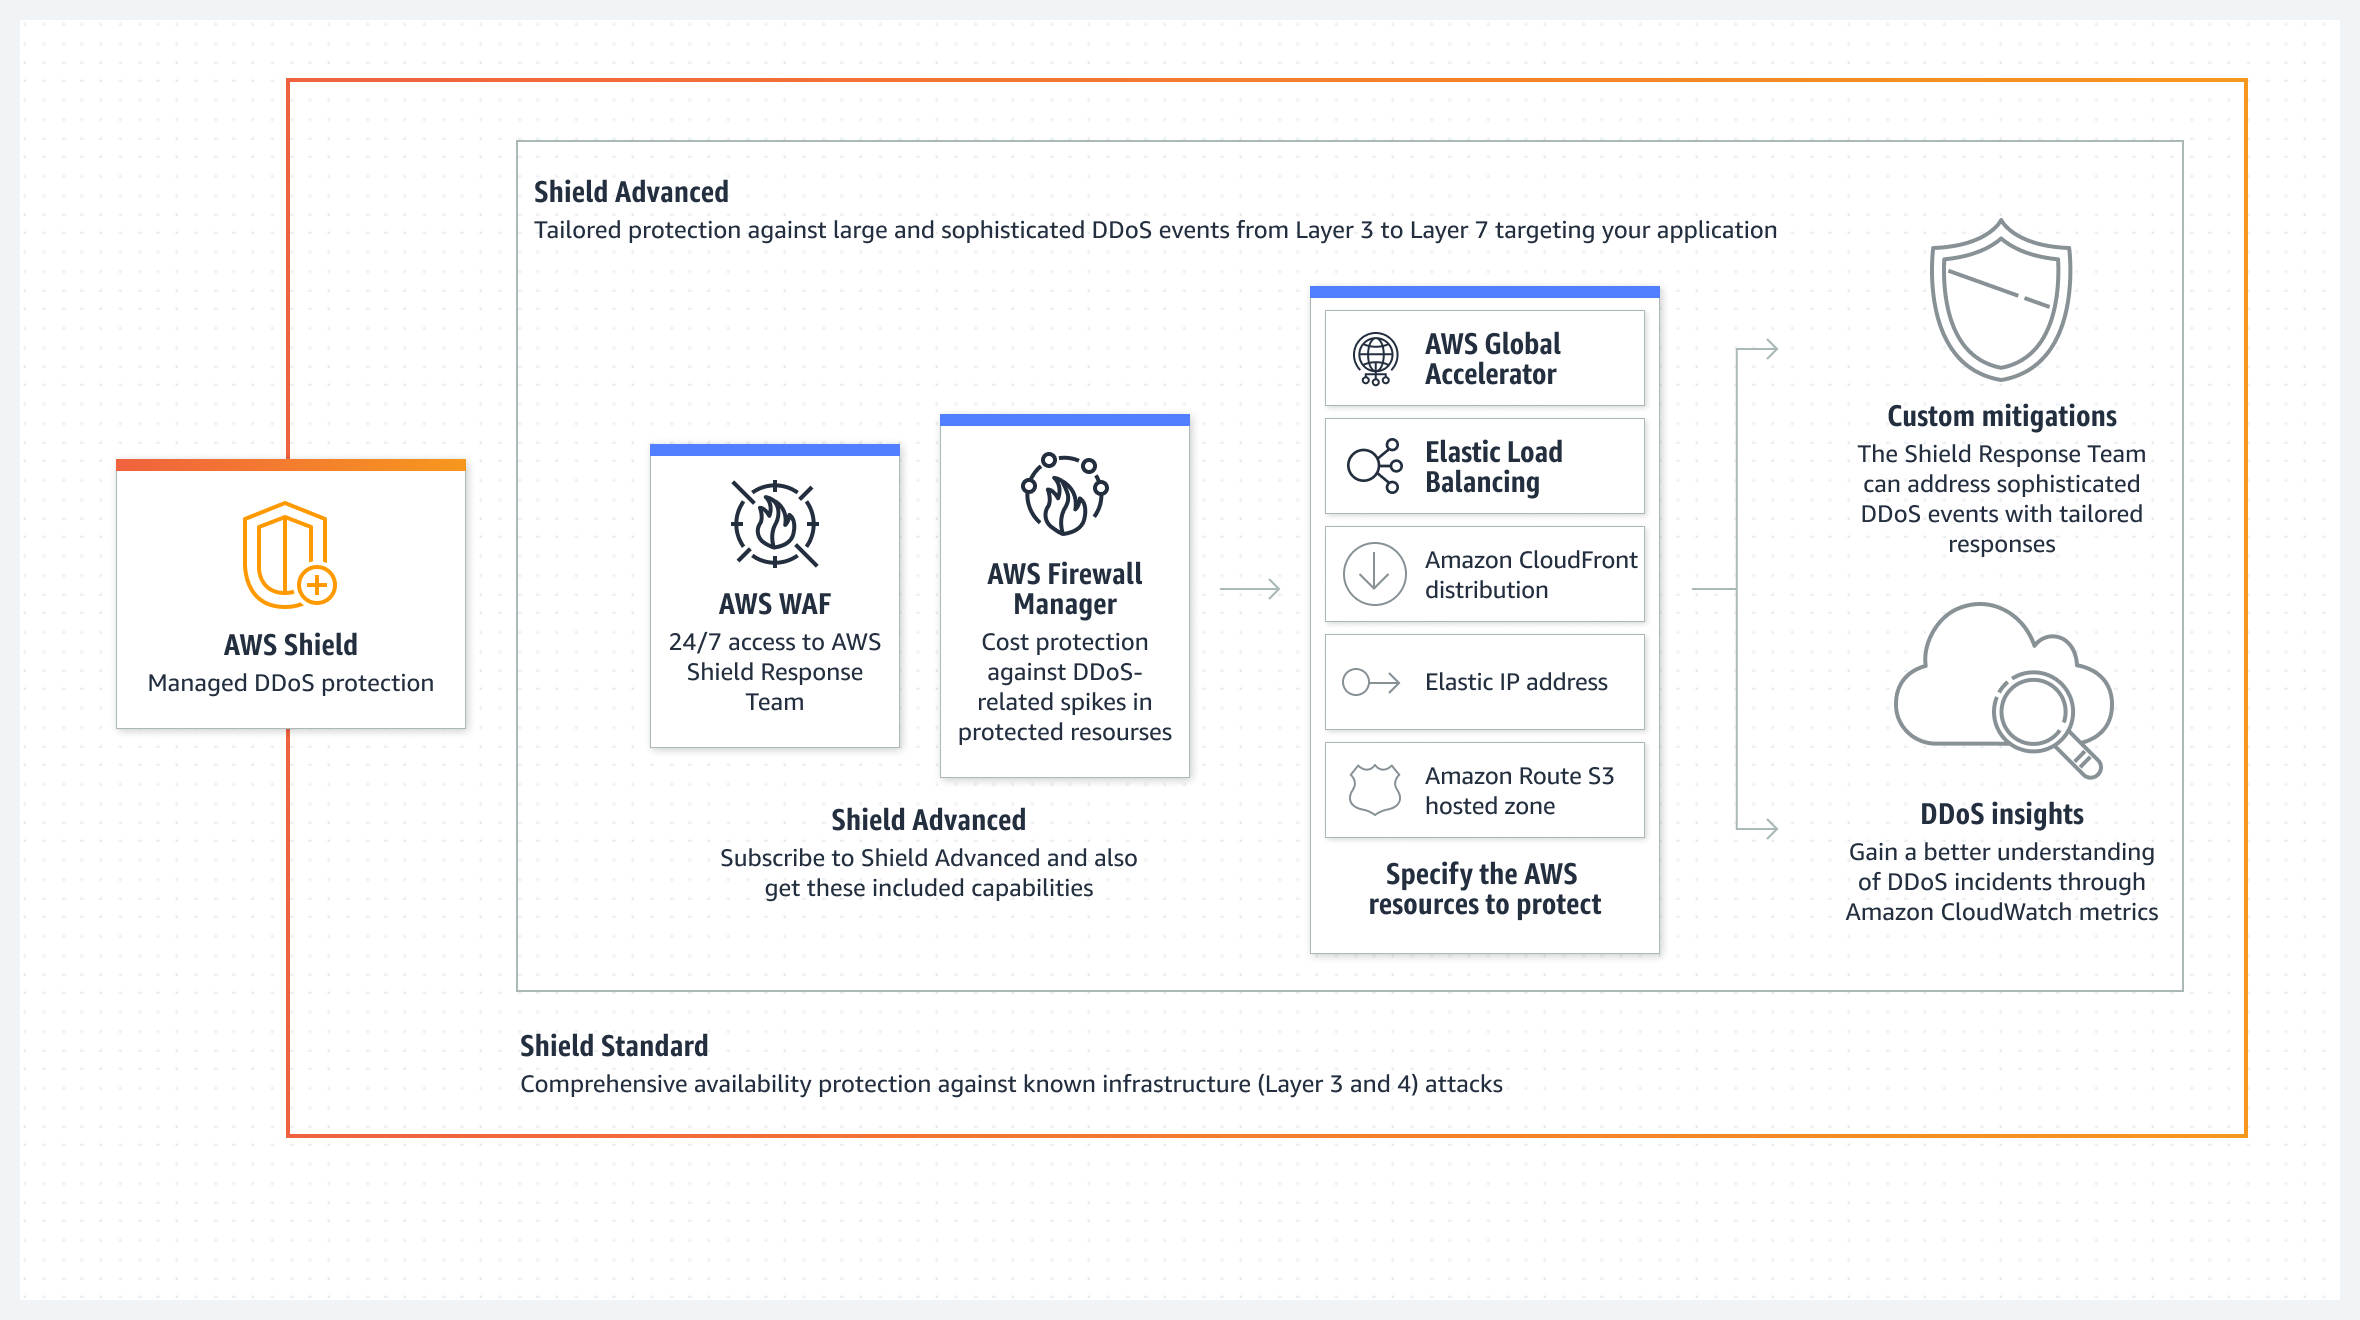 Shield Advanced
Tailored protection against large and sophisticated DDoS events from Layer 3 to Layer 7 targeting your application
AWS Shield
Managed DDoS protection
AWS WAF
24/7 access to AWS
Shield Response
Team
AWS Firewall
Manager
Cost protection
against DDoS-
related spikes in
protected resourses
Shield Advanced
Subscribe to Shield Advanced and also
get these included capabilities
AWS Global
Accelerator
Elastic Load
Balancing
Amazon CloudFront
distribution
Elastic IP address
Amazon Route S3
hosted zone
Specify the AWS
resources to protect
Custom mitigations
The Shield Response Team
can address sophisticated
DDoS events with tailored
responses
DDoS insights
Gain a better understanding
of DDoS incidents through
Amazon CloudWatch metrics
Shield Standard
Comprehensive availability protection against known infrastructure (Layer 3 and 4) attacks